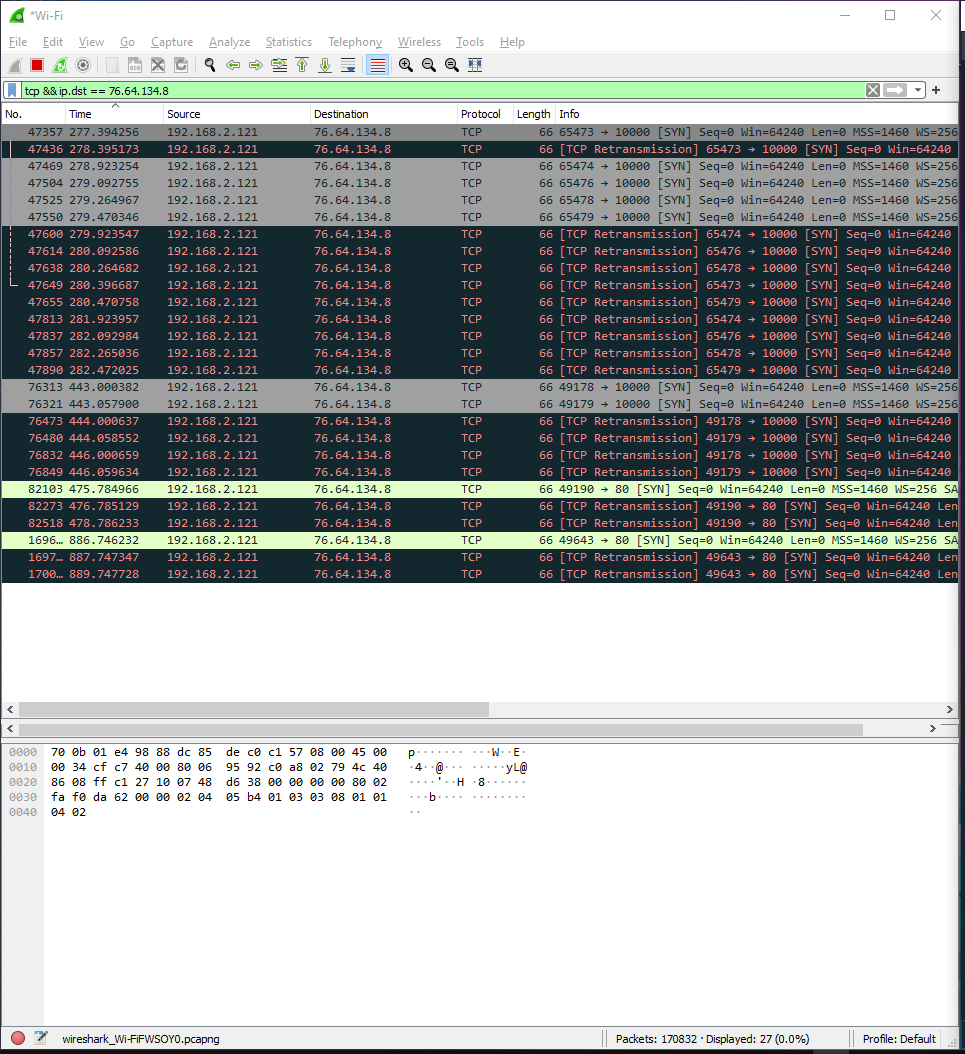 *Wi-Fi
File Edit View Go Capture Analyze Statistics Telephony Wireless Tools Help
tcp && ip.dst == 76.64.134.8
No. Time Source Destination Protocol Length Info
47357 277.394256 192.168.2.121 76.64.134.8 TCP 66 65473 → 10000 [SYN] Seq=0 Win=64240 Len=0 MSS=1460 WS=256
47436 278.395173 192.168.2.121 76.64.134.8 TCP 66 [TCP Retransmission] 65473 → 10000 [SYN] Seq=0 Win=64240
47469 278.923254 192.168.2.121 76.64.134.8 TCP 66 65474 → 10000 [SYN] Seq=0 Win=64240 Len=0 MSS=1460 WS=256
47504 279.092755 192.168.2.121 76.64.134.8 TCP 66 65476 → 10000 [SYN] Seq=0 Win=64240 Len=0 MSS=1460 WS=256
47525 279.264967 192.168.2.121 76.64.134.8 TCP 66 65478 → 10000 [SYN] Seq=0 Win=64240 Len=0 MSS=1460 WS=256
47550 279.470346 192.168.2.121 76.64.134.8 TCP 66 65479 → 10000 [SYN] Seq=0 Win=64240 Len=0 MSS=1460 WS=256
47600 279.923547 192.168.2.121 76.64.134.8 TCP 66 [TCP Retransmission] 65474 → 10000 [SYN] Seq=0 Win=64240
47614 280.092586 192.168.2.121 76.64.134.8 TCP 66 [TCP Retransmission] 65476 → 10000 [SYN] Seq=0 Win=64240
47638 280.264682 192.168.2.121 76.64.134.8 TCP 66 [TCP Retransmission] 65478 → 10000 [SYN] Seq=0 Win=64240
47649 280.396687 192.168.2.121 76.64.134.8 TCP 66 [TCP Retransmission] 65473 → 10000 [SYN] Seq=0 Win=64240
47655 280.470758 192.168.2.121 76.64.134.8 TCP 66 [TCP Retransmission] 65479 → 10000 [SYN] Seq=0 Win=64240
47813 281.923957 192.168.2.121 76.64.134.8 TCP 66 [TCP Retransmission] 65474 → 10000 [SYN] Seq=0 Win=64240
47837 282.092984 192.168.2.121 76.64.134.8 TCP 66 [TCP Retransmission] 65476 → 10000 [SYN] Seq=0 Win=64240
47857 282.265036 192.168.2.121 76.64.134.8 TCP 66 [TCP Retransmission] 65478 → 10000 [SYN] Seq=0 Win=64240
47890 282.472025 192.168.2.121 76.64.134.8 TCP 66 [TCP Retransmission] 65479 → 10000 [SYN] Seq=0 Win=64240
76313 443.000382 192.168.2.121 76.64.134.8 TCP 66 49178 → 10000 [SYN] Seq=0 Win=64240 Len=0 MSS=1460 WS=256
76321 443.057900 192.168.2.121 76.64.134.8 TCP 66 49179 → 10000 [SYN] Seq=0 Win=64240 Len=0 MSS=1460 WS=256
76473 444.000637 192.168.2.121 76.64.134.8 TCP 66 [TCP Retransmission] 49178 → 10000 [SYN] Seq=0 Win=64240
76480 444.058552 192.168.2.121 76.64.134.8 TCP 66 [TCP Retransmission] 49179 → 10000 [SYN] Seq=0 Win=64240
76832 446.000659 192.168.2.121 76.64.134.8 TCP 66 [TCP Retransmission] 49178 → 10000 [SYN] Seq=0 Win=64240
76849 446.059634 192.168.2.121 76.64.134.8 TCP 66 [TCP Retransmission] 49179 → 10000 [SYN] Seq=0 Win=64240
82103 475.784966 192.168.2.121 76.64.134.8 TCP 66 49190 → 80 [SYN] Seq=0 Win=64240 Len=0 MSS=1460 WS=256 SA
82273 476.785129 192.168.2.121 76.64.134.8 TCP 66 [TCP Retransmission] 49190 → 80 [SYN] Seq=0 Win=64240 Len
82518 478.786233 192.168.2.121 76.64.134.8 TCP 66 [TCP Retransmission] 49190 → 80 [SYN] Seq=0 Win=64240 Len
1696… 886.746232 192.168.2.121 76.64.134.8 TCP 66 49643 → 80 [SYN] Seq=0 Win=64240 Len=0 MSS=1460 WS=256 SA
1697… 887.747347 192.168.2.121 76.64.134.8 TCP 66 [TCP Retransmission] 49643 → 80 [SYN] Seq=0 Win=64240 Len
1700… 889.747728 192.168.2.121 76.64.134.8 TCP 66 [TCP Retransmission] 49643 → 80 [SYN] Seq=0 Win=64240 Len
0000 70 0b 01 e4 98 88 dc 85 de c0 c1 57 08 00 45 00 p······· ···W··E·
0010 00 34 cf c7 40 00 80 06 95 92 c0 a8 02 79 4c 40 ·4··@··· ·····yL@
0020 86 08 ff c1 27 10 07 48 d6 38 00 00 00 00 80 02 ····'··H ·8······
0030 fa f0 da 62 00 00 02 04 05 b4 01 03 03 08 01 01 ···b···· ········
0040 04 02 ··
wireshark_Wi-FiFWSOY0.pcapng Packets: 170832 · Displayed: 27 (0.0%) Profile: Default